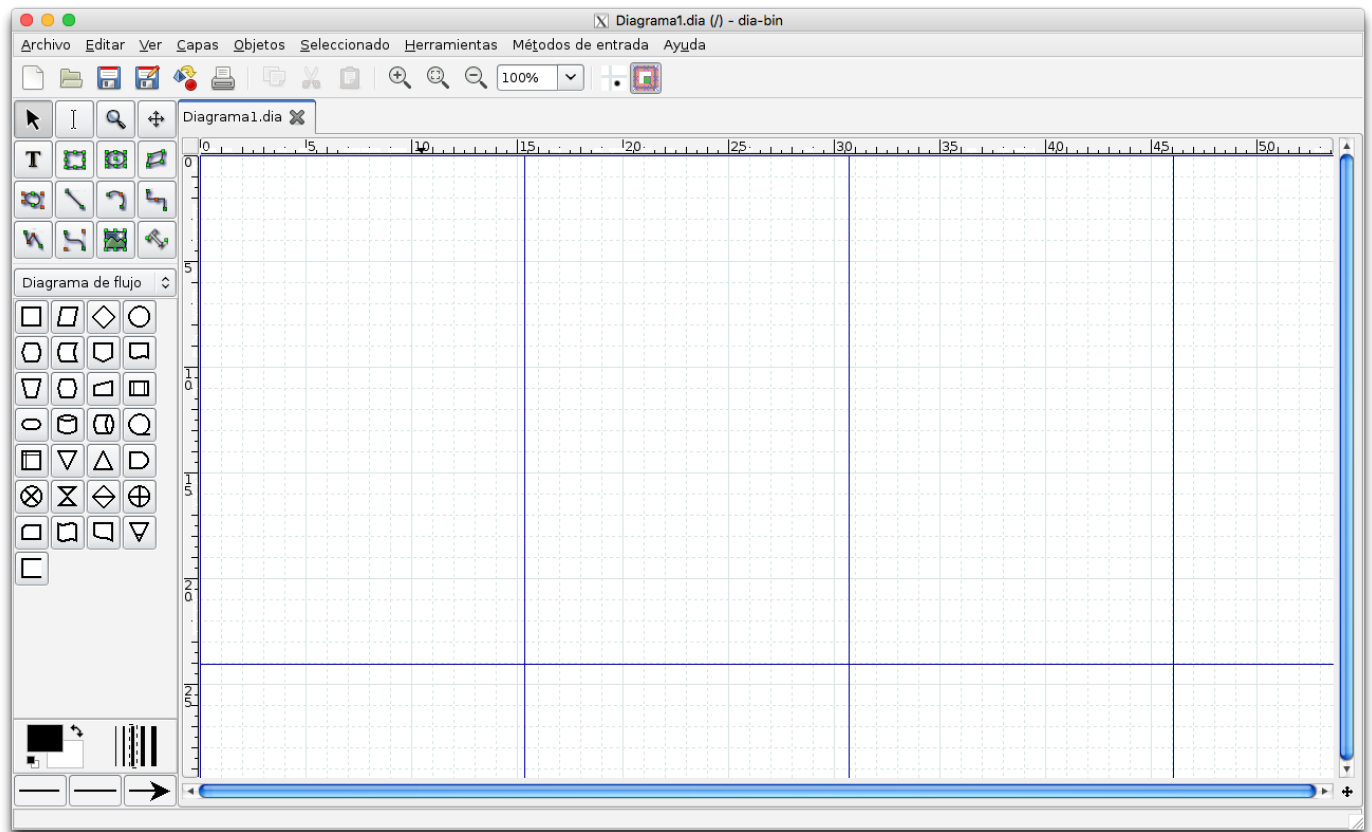 Diagrama1.dia (/) - dia-bin
Archivo Editar Ver Capas Objetos Seleccionado Herramientas Métodos de entrada Ayuda
100%
Diagrama1.dia
T
0 5 10 15 20 25 30 35 40 45 50
0
5
10
15
20
25
Diagrama de flujo